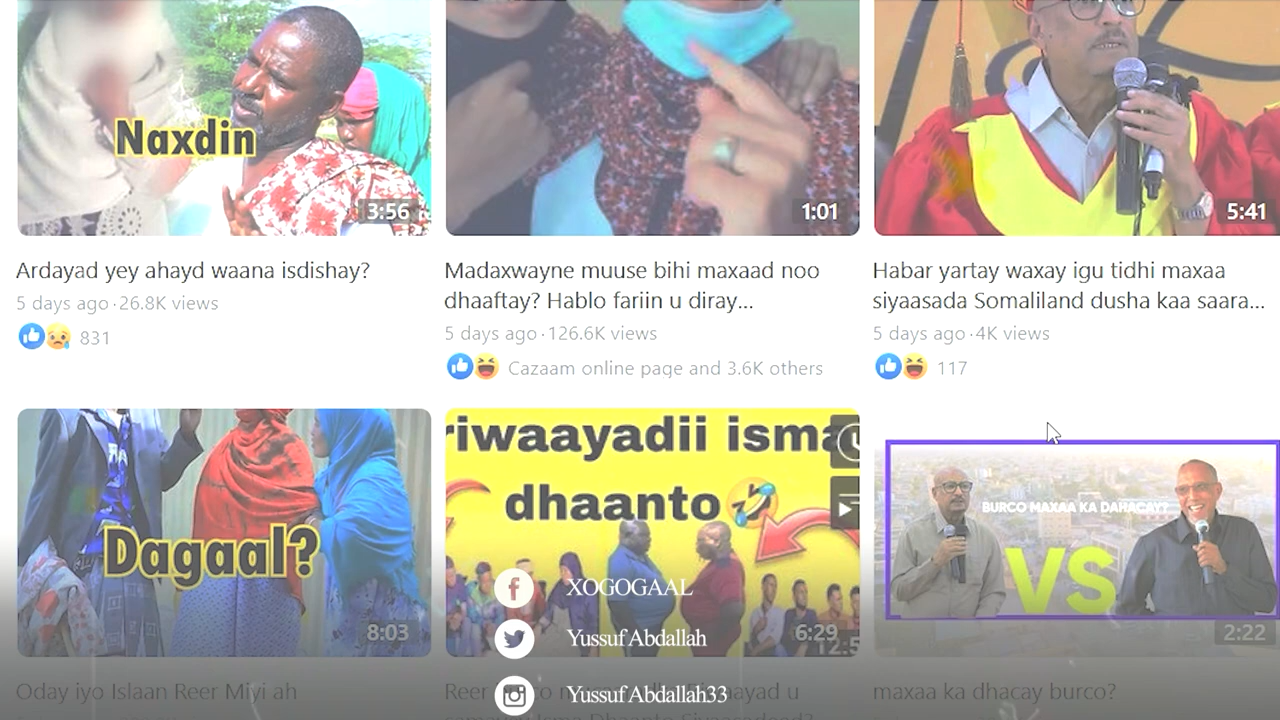 Naxdin
3:56
1:01
5:41
Ardayad yey ahayd waana isdishay?
5 days ago · 26.8K views
831
Madaxwayne muuse bihi maxaad noo
dhaaftay? Hablo fariin u diray...
5 days ago · 126.6K views
Cazaam online page and 3.6K others
Habar yartay waxay igu tidhi maxaa
siyaasada Somaliland dusha kaa saara...
5 days ago · 4K views
117
Dagaal?
8:03
riwaayadii isma
dhaanto
6:29
12:5
BURCO MAXAA KA DAHACAY?
VS
2:22
XOGOGAAL
Yussuf Abdallah
Yussuf Abdallah33
Oday iyo Islaan Reer Miyi ah
Reer
maxaa ka dhacay burco?